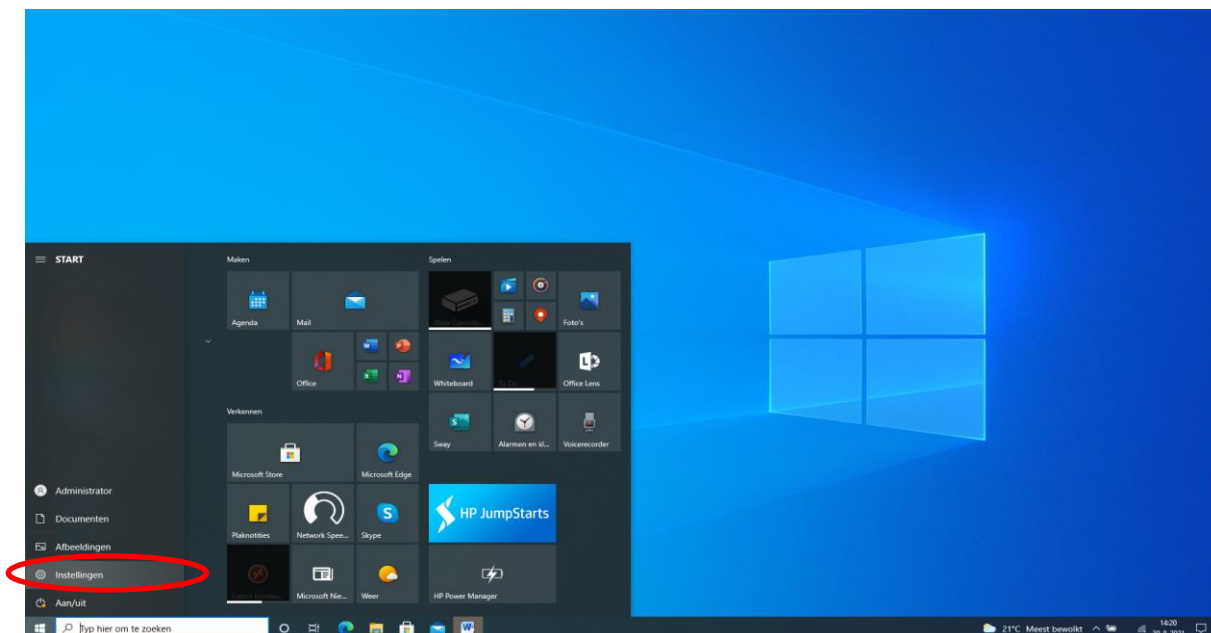 START
Maken
Spelen
Agenda
Mail
Foto's
Office
Whiteboard
To Do
Office Lens
Verkennen
Sway
Alarmen en kl...
Voicerecorder
Microsoft Store
Microsoft Edge
Administrator
HP JumpStarts
Documenten
Plaknotities
Network Spee...
Skype
Afbeeldingen
Instellingen
Microsoft Nie...
Weer
HP Power Manager
Aan/uit
Typ hier om te zoeken
21°C Meest bewolkt
14:20